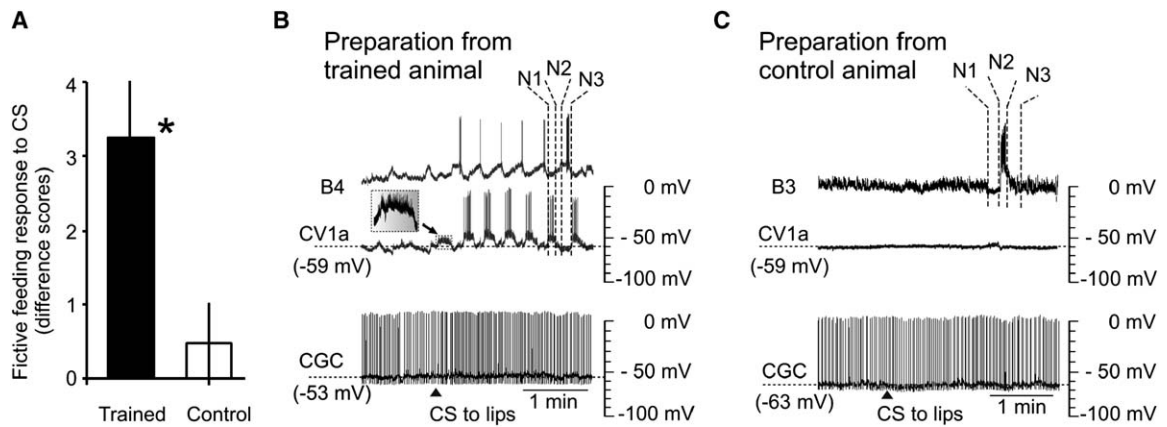 A
Fictive feeding response to CS
(difference scores)
4
3
2
1
0
*
Trained
Control
B
Preparation from
trained animal
N1
N2
N3
B4
CV1a
(-59 mV)
0 mV
- 50 mV
-100 mV
CGC
(-53 mV)
0 mV
- 50 mV
-100 mV
CS to lips
1 min
C
Preparation from
control animal
N1
N2
N3
B3
CV1a
(-59 mV)
0 mV
- 50 mV
-100 mV
CGC
(-63 mV)
0 mV
-50 mV
-100 mV
CS to lips
1 min